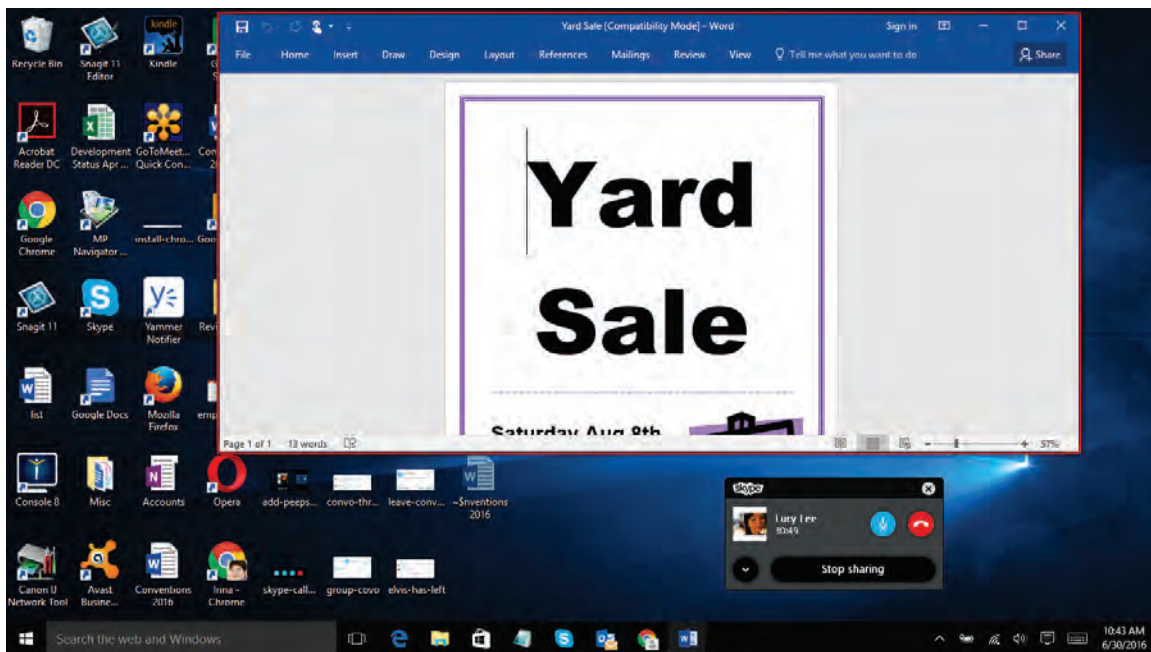 Yard Sale [Compatibility Mode] - Word
Sign in
File Home Insert Draw Design Layout References Mailings Review View Tell me what you want to do Share
Yard
Sale
Saturday Aug 8th
Page 1 of 1 13 words
57%
kindle
Recycle Bin
Snagit 11 Editor
Kindle
Acrobat Reader DC
Development Status Apr ...
GoToMeet... Quick Con...
Google Chrome
MP Navigator ...
install-chro...
Snagit 11
Skype
Yammer Notifier
list
Google Docs
Mozilla Firefox
Console 8
Misc
Accounts
Opera
add-peeps...
convo-thr...
leave-conv...
~$nventions 2016
Canon IJ Network Tool
Avast Busine...
Conventions 2016
Irina - Chrome
skype-call...
group-covo
elvis-has-left
skype
Lucy Lee
Stop sharing
Search the web and Windows
10:43 AM
6/30/2016